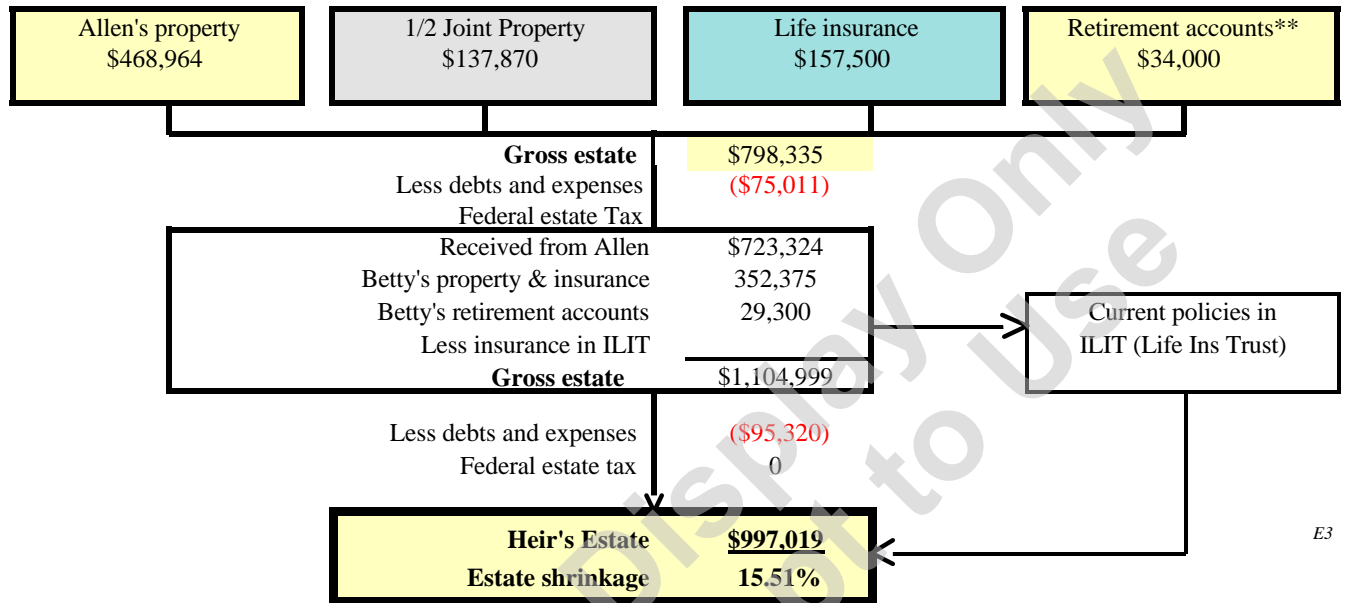 Allen's property
$468,964
1/2 Joint Property
$137,870
Life insurance
$157,500
Retirement accounts**
$34,000
Gross estate $798,335
Less debts and expenses ($75,011)
Federal estate Tax
Received from Allen $723,324
Betty's property & insurance 352,375
Betty's retirement accounts 29,300
Less insurance in ILIT
Gross estate $1,104,999
Current policies in
ILIT (Life Ins Trust)
Less debts and expenses ($95,320)
Federal estate tax 0
Heir's Estate $997,019
Estate shrinkage 15.51%
E3
Display Only
to Use